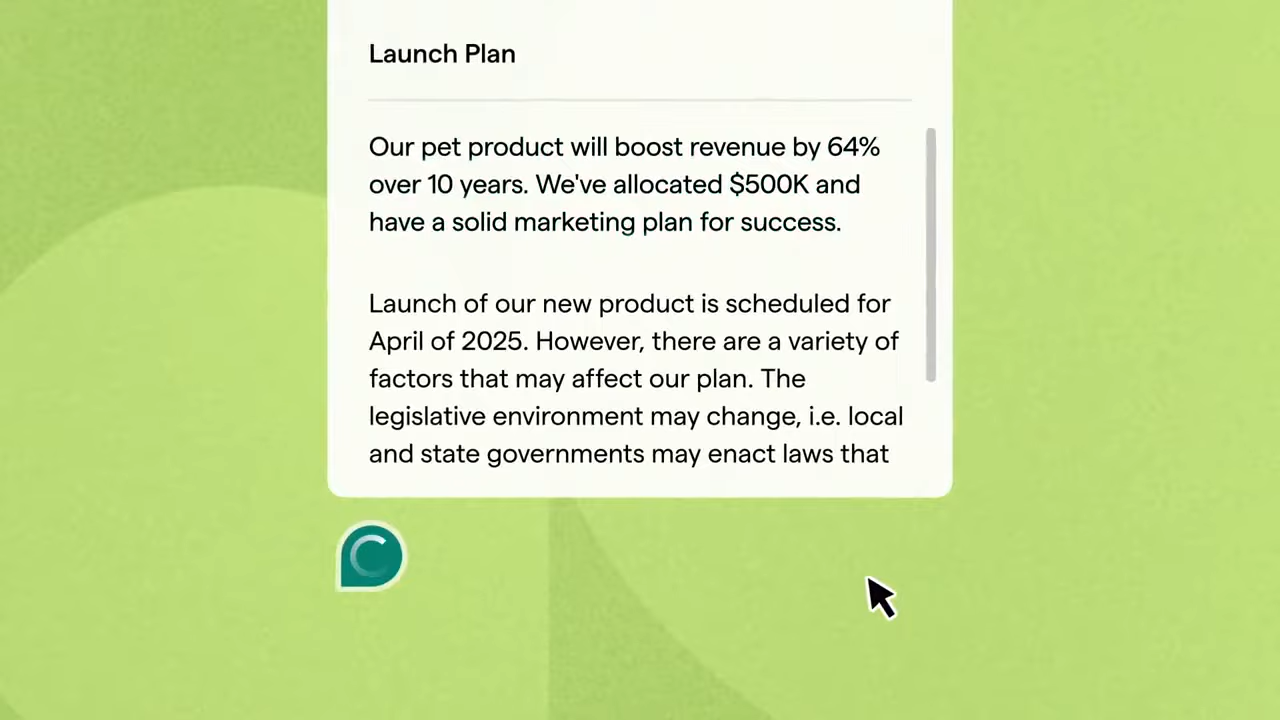 Launch Plan
Our pet product will boost revenue by 64%
over 10 years. We've allocated $500K and
have a solid marketing plan for success.
Launch of our new product is scheduled for
April of 2025. However, there are a variety of
factors that may affect our plan. The
legislative environment may change, i.e. local
and state governments may enact laws that